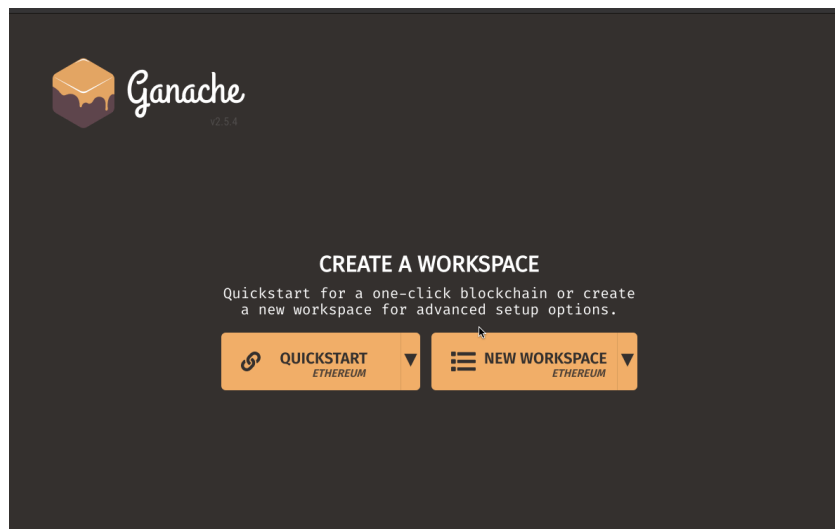 Ganache
v2.5.4
CREATE A WORKSPACE
Quickstart for a one-click blockchain or create
a new workspace for advanced setup options.
QUICKSTART
ETHEREUM
NEW WORKSPACE
ETHEREUM